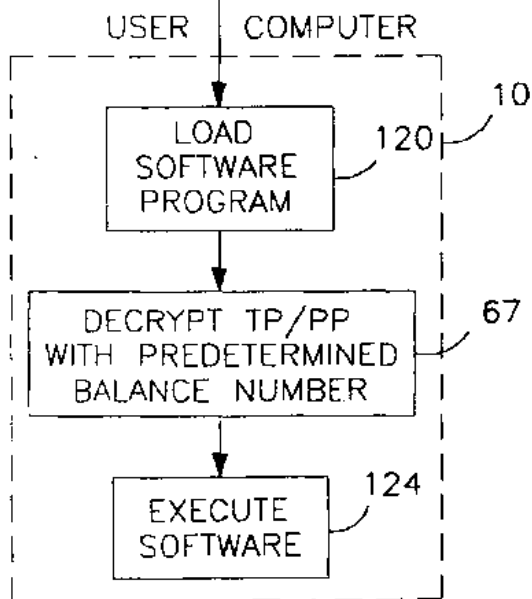 USER COMPUTER
10
LOAD
SOFTWARE
PROGRAM
120
DECRYPT TP/PP
WITH PREDETERMINED
BALANCE NUMBER
67
EXECUTE
SOFTWARE
124